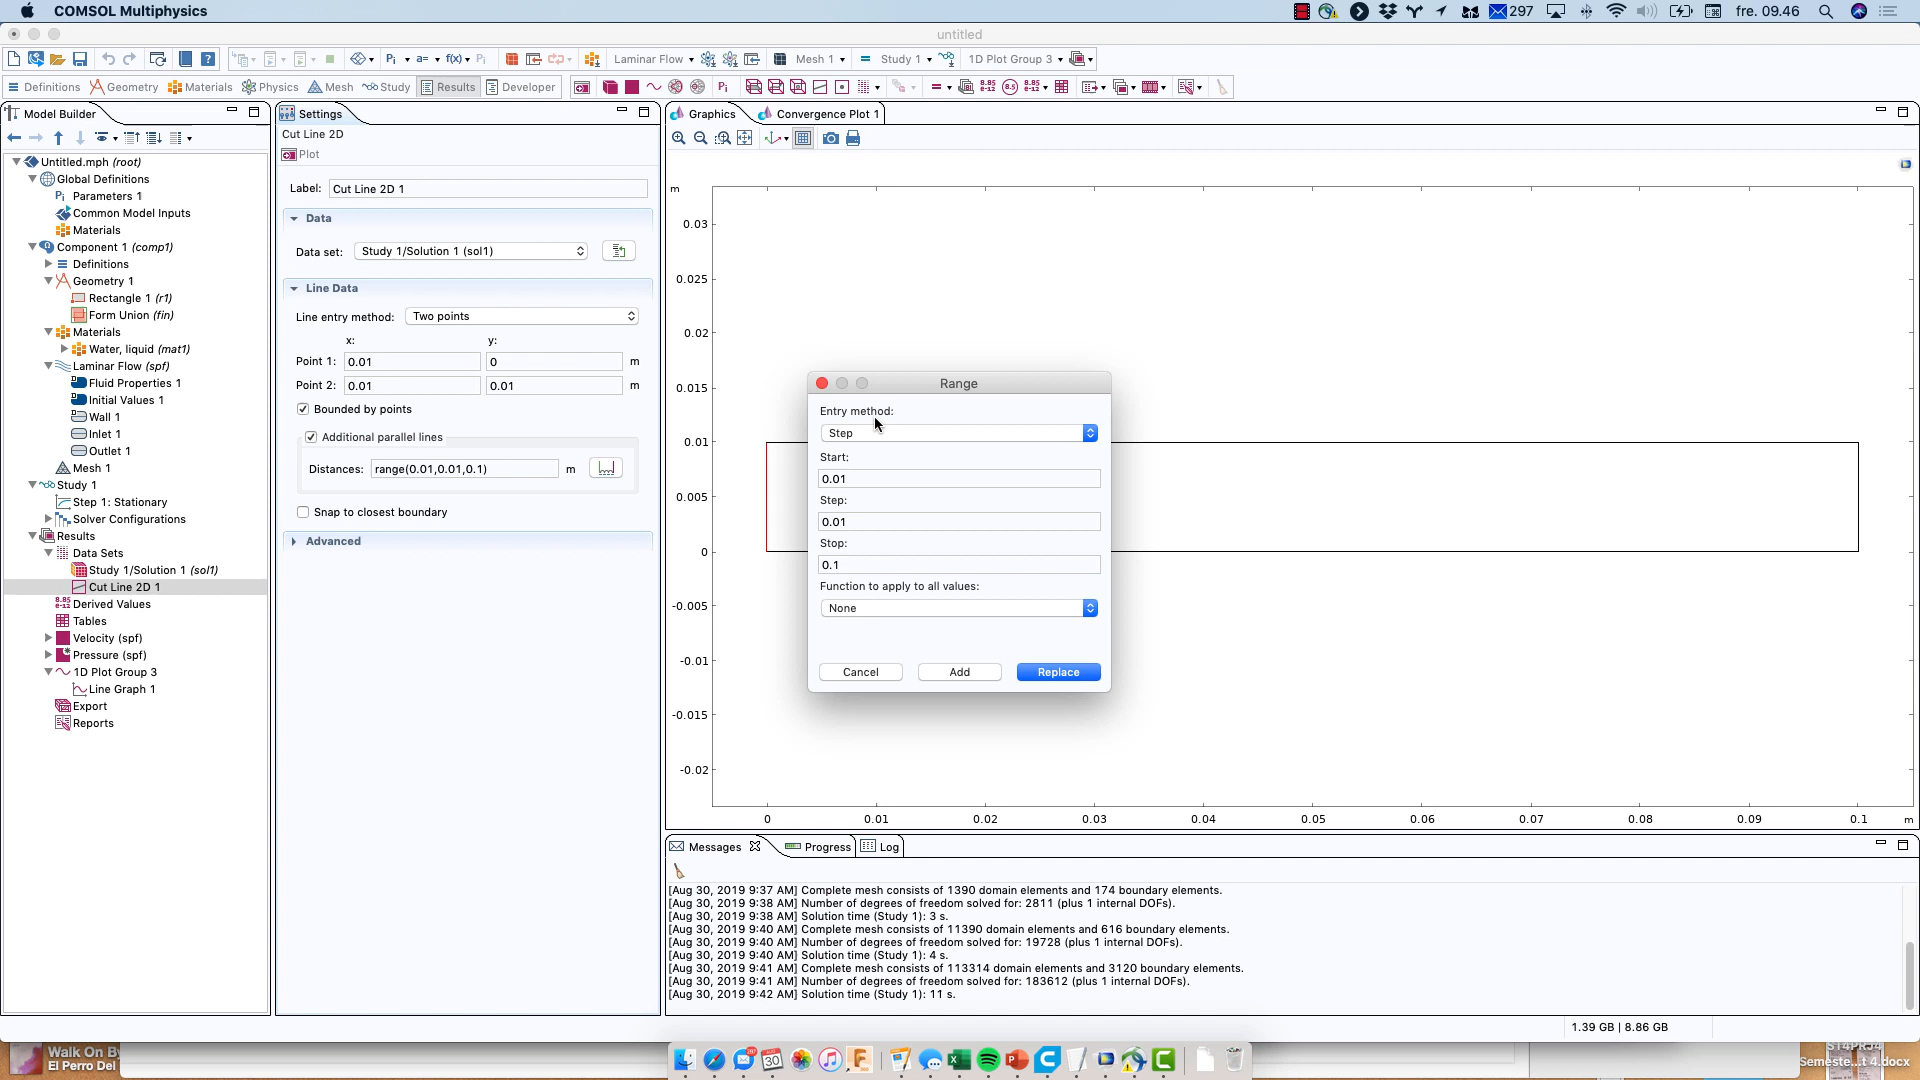 COMSOL Multiphysics
297
fre. 09.46
untitled
Pi
a=
f(x)
Pi
Laminar Flow
Mesh 1
Study 1
1D Plot Group 3
Definitions
Geometry
Materials
Physics
Mesh
Study
Results
Developer
Model Builder
Untitled.mph (root)
Global Definitions
Pi Parameters 1
Common Model Inputs
Materials
Component 1 (comp1)
Definitions
Geometry 1
Rectangle 1 (r1)
Form Union (fin)
Materials
Water, liquid (mat1)
Laminar Flow (spf)
Fluid Properties 1
Initial Values 1
Wall 1
Inlet 1
Outlet 1
Mesh 1
Study 1
Step 1: Stationary
Solver Configurations
Results
Data Sets
Study 1/Solution 1 (sol1)
Cut Line 2D 1
Derived Values
Tables
Velocity (spf)
Pressure (spf)
1D Plot Group 3
Line Graph 1
Export
Reports
Settings
Cut Line 2D
Plot
Label: Cut Line 2D 1
Data
Data set: Study 1/Solution 1 (sol1)
Line Data
Line entry method: Two points
x: y:
Point 1: 0.01 0 m
Point 2: 0.01 0.01 m
Bounded by points
Additional parallel lines
Distances: range(0.01,0.01,0.1) m
Snap to closest boundary
Advanced
Graphics
Convergence Plot 1
m
0.03
0.025
0.02
0.015
0.01
0.005
0
-0.005
-0.01
-0.015
-0.02
0 0.01 0.02 0.03 0.04 0.05 0.06 0.07 0.08 0.09 0.1 m
Range
Entry method:
Step
Start:
0.01
Step:
0.01
Stop:
0.1
Function to apply to all values:
None
Cancel
Add
Replace
Messages
Progress
Log
[Aug 30, 2019 9:37 AM] Complete mesh consists of 1390 domain elements and 174 boundary elements.
[Aug 30, 2019 9:38 AM] Number of degrees of freedom solved for: 2811 (plus 1 internal DOFs).
[Aug 30, 2019 9:38 AM] Solution time (Study 1): 3 s.
[Aug 30, 2019 9:40 AM] Complete mesh consists of 11390 domain elements and 616 boundary elements.
[Aug 30, 2019 9:40 AM] Number of degrees of freedom solved for: 19728 (plus 1 internal DOFs).
[Aug 30, 2019 9:40 AM] Solution time (Study 1): 4 s.
[Aug 30, 2019 9:41 AM] Complete mesh consists of 113314 domain elements and 3120 boundary elements.
[Aug 30, 2019 9:41 AM] Number of degrees of freedom solved for: 183612 (plus 1 internal DOFs).
[Aug 30, 2019 9:42 AM] Solution time (Study 1): 11 s.
1.39 GB | 8.86 GB
Walk On By
El Perro Del
Semeste...t 4.docx